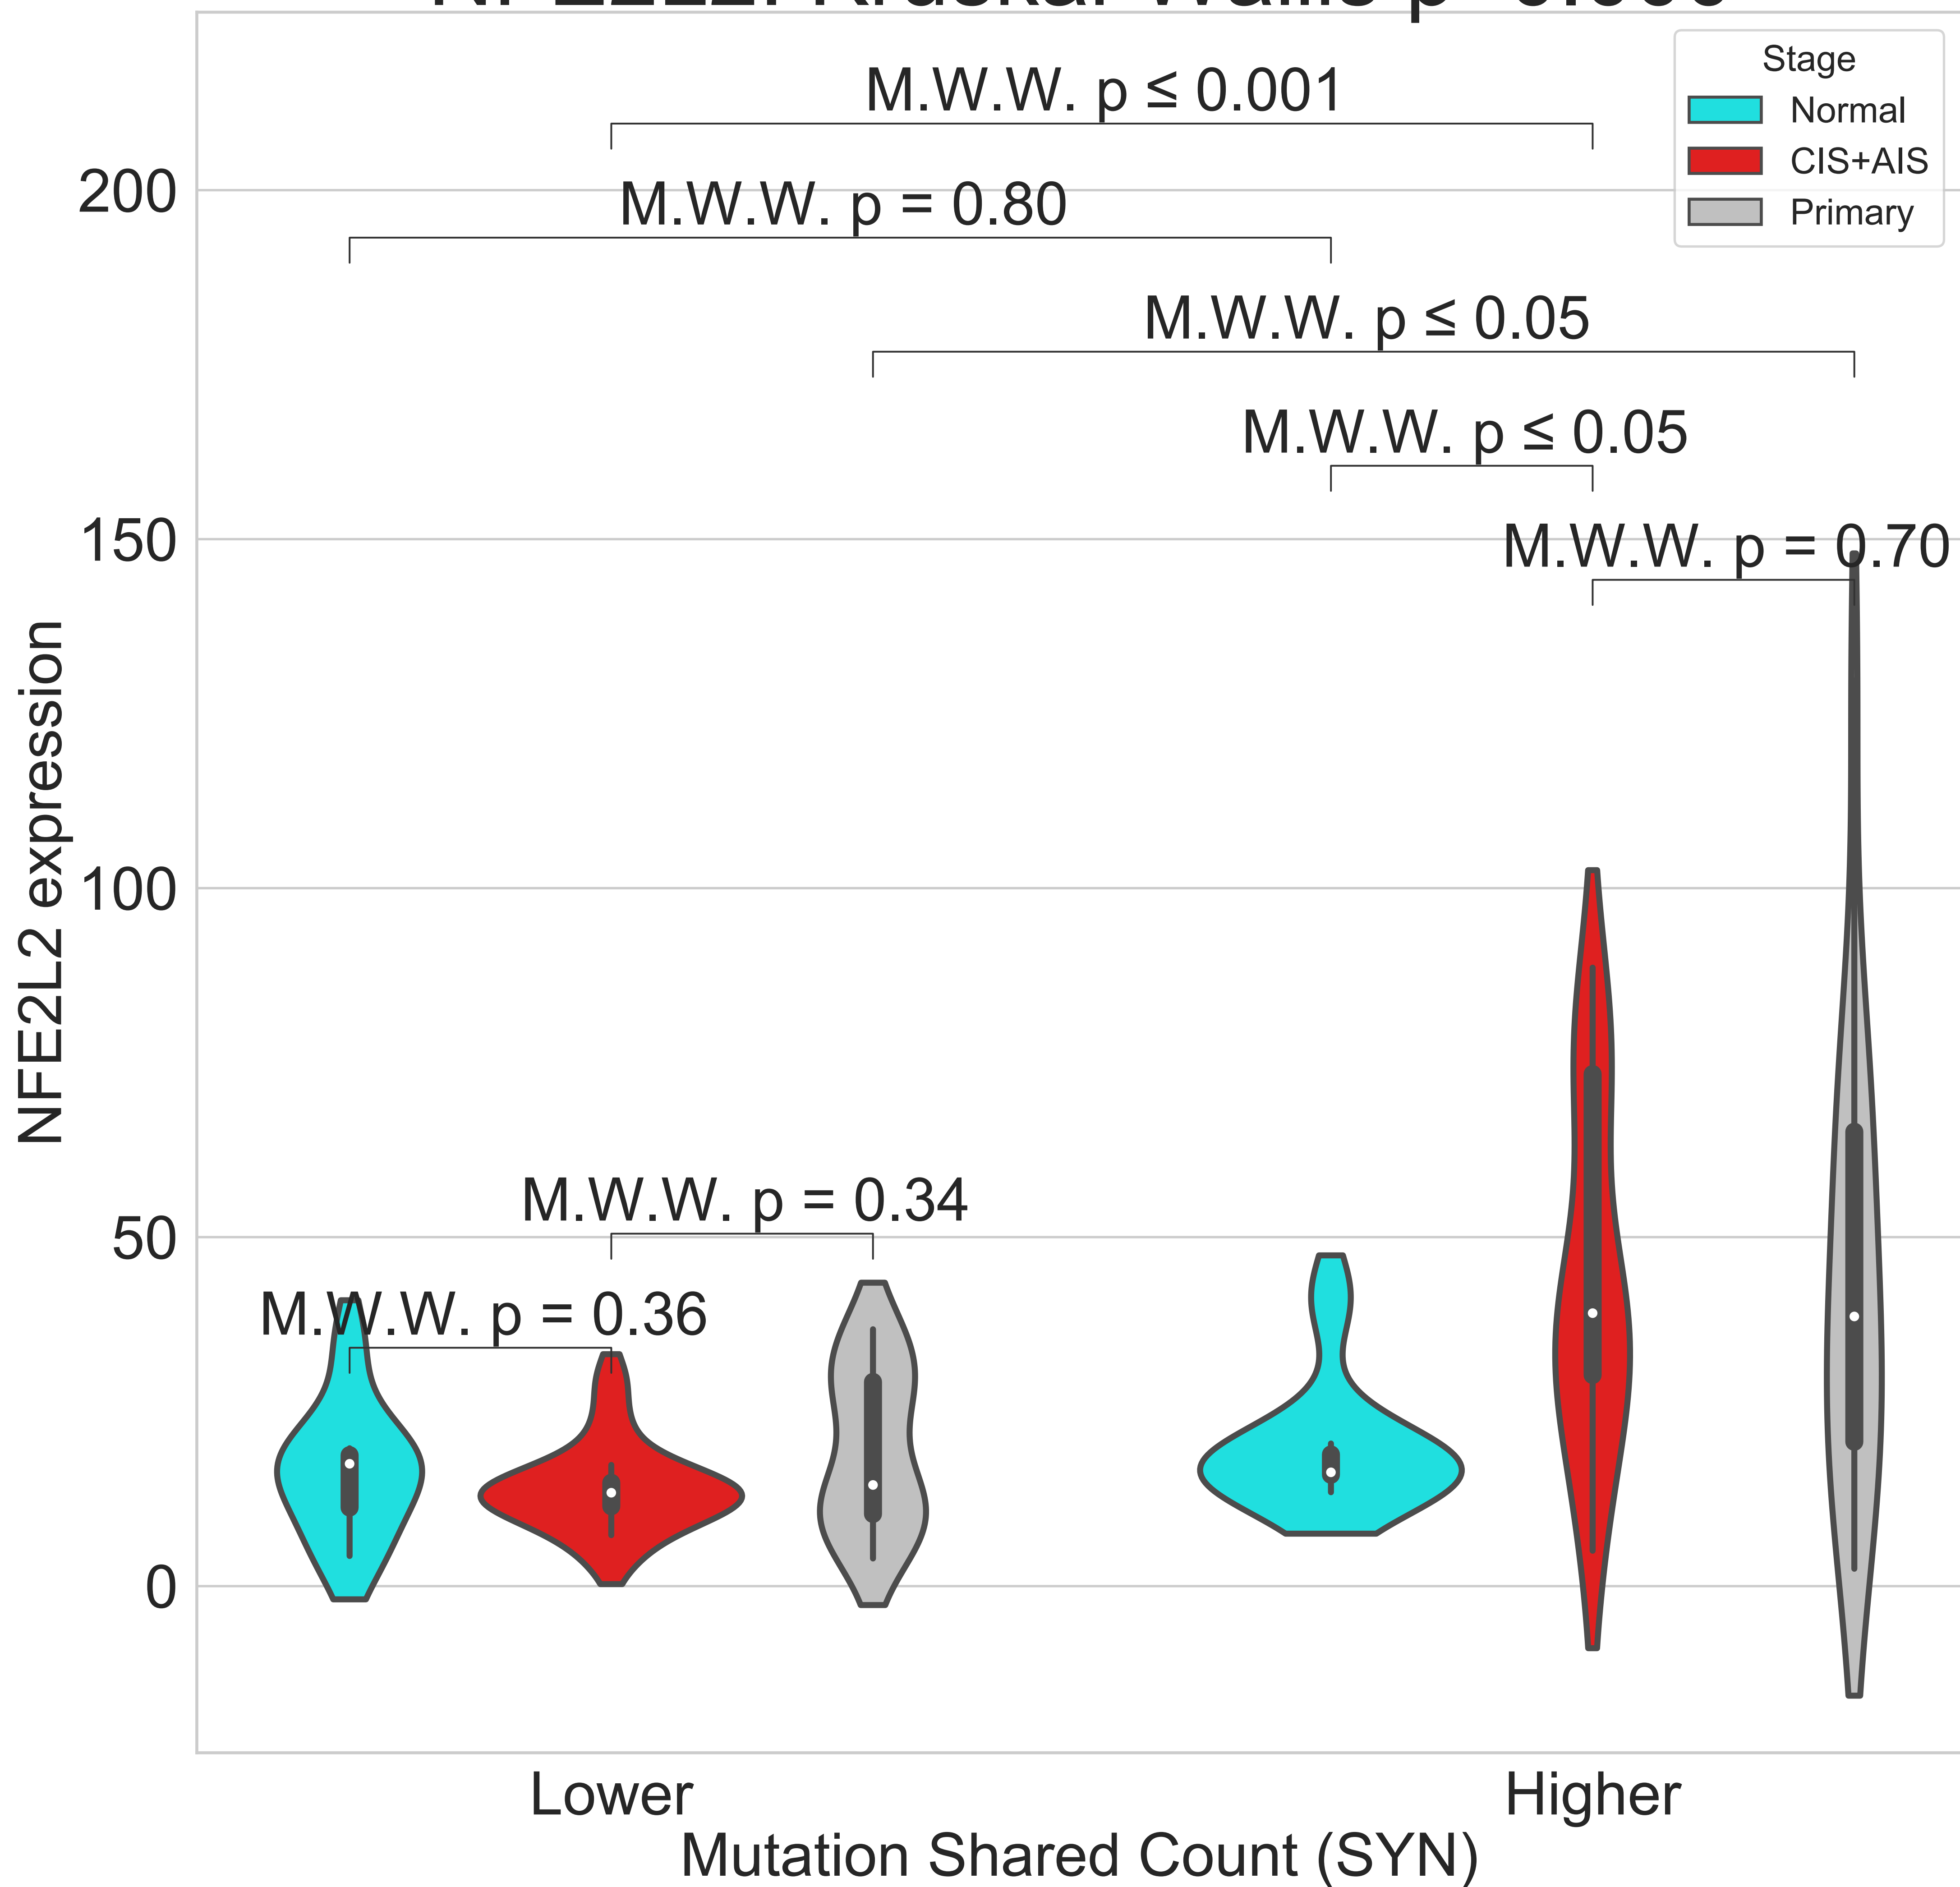 M.W.W. p ≤ 0.001
Stage
Normal
CIS+AIS
Primary
200
M.W.W. p = 0.80
M.W.W. p ≤ 0.05
M.W.W. p ≤ 0.05
150
M.W.W. p = 0.70
NFE2L2 expression
100
M.W.W. p = 0.34
50
M.W.W. p = 0.36
0
Lower
Higher
Mutation Shared Count (SYN)